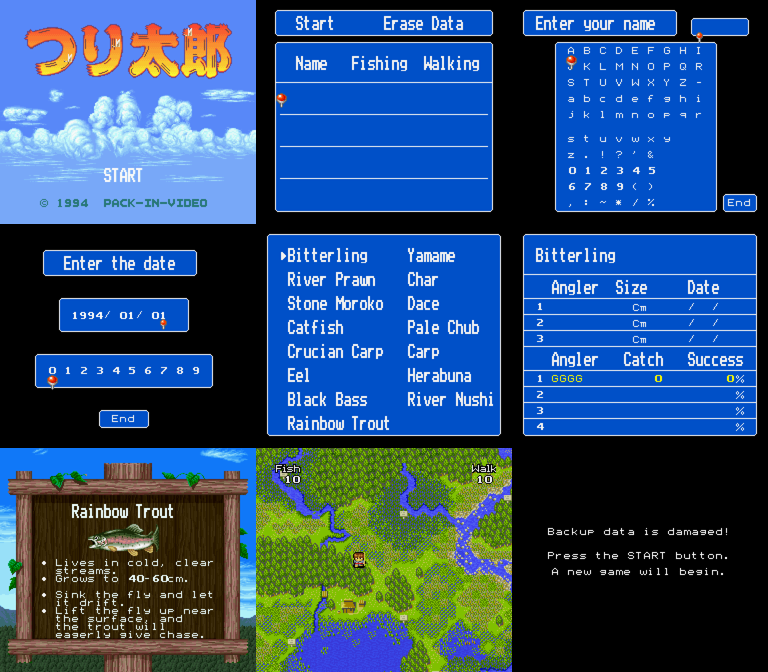 つり太郎
START
© 1994 PACK-IN-VIDEO
Start Erase Data
Name Fishing Walking
Enter your name
A B C D E F G H I
J K L M N O P Q R
S T U V W X Y Z -
a b c d e f g h i
j k l m n o p q r
s t u v w x y
z . ! ? ' &
0 1 2 3 4 5
6 7 8 9 ( )
, : ~ * / %
End
Enter the date
1994/ 01/ 01
0 1 2 3 4 5 6 7 8 9
End
Bitterling Yamame
River Prawn Char
Stone Moroko Dace
Catfish Pale Chub
Crucian Carp Carp
Eel Herabuna
Black Bass River Nushi
Rainbow Trout
Bitterling
Angler Size Date
1 Cm / /
2 Cm / /
3 Cm / /
Angler Catch Success
1 GGGG 0 0%
2 %
3 %
4 %
Rainbow Trout
• Lives in cold, clear
streams.
• Grows to 40-60cm.
• Sink the fly and let
it drift.
• Lift the fly up near
the surface, and
the trout will
eagerly give chase.
Fish Walk
10 10
Backup data is damaged!
Press the START button.
A new game will begin.